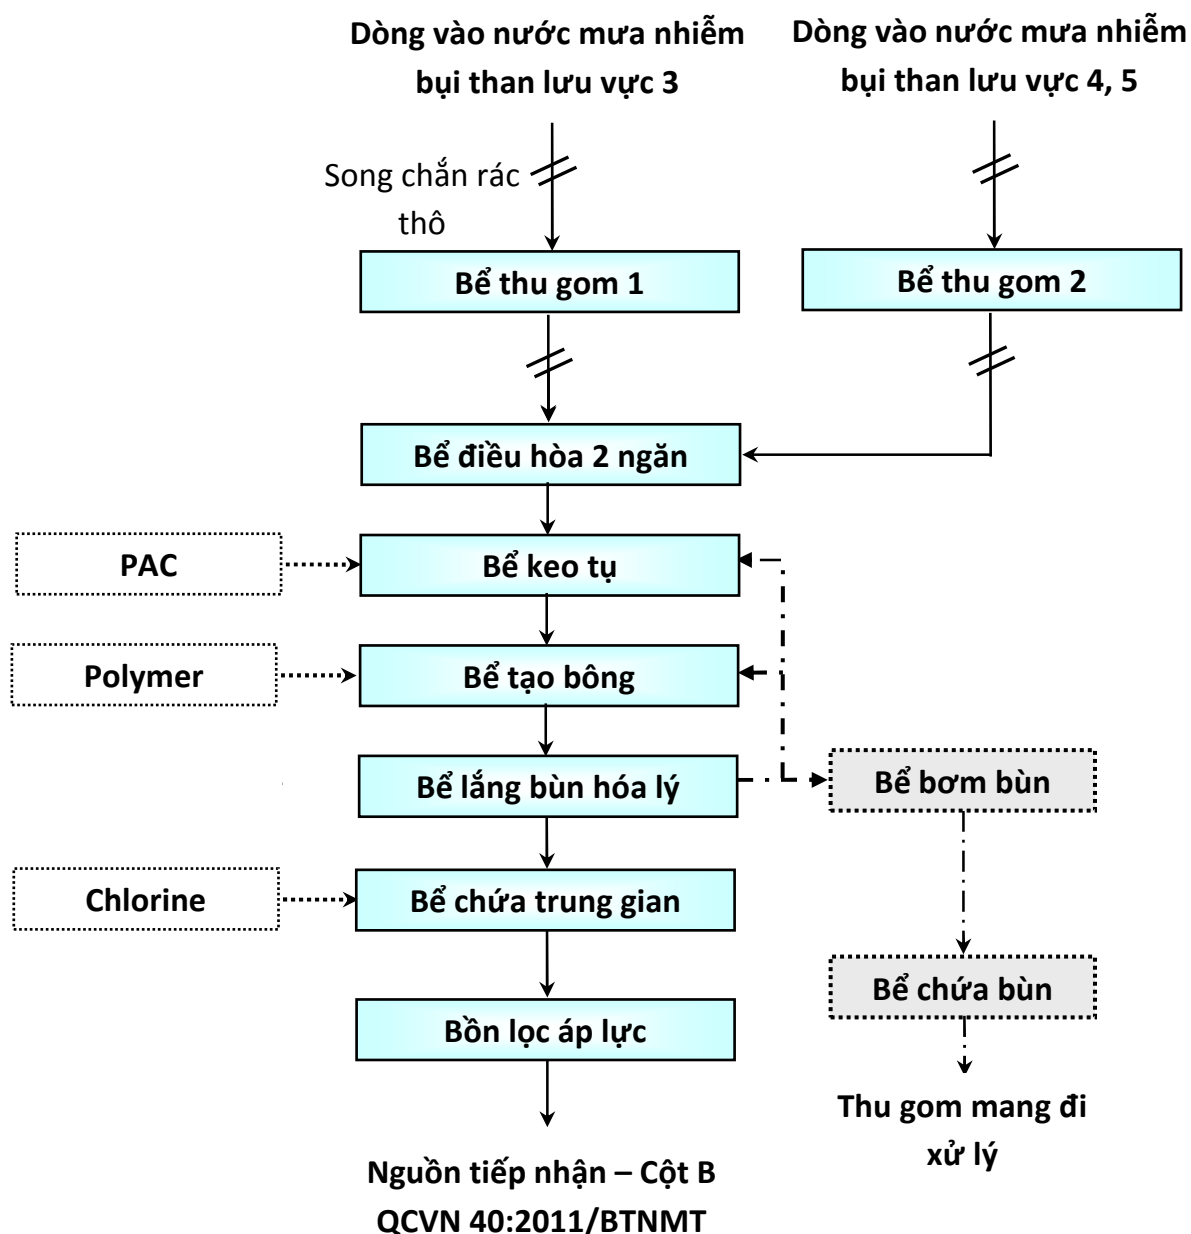 Dòng vào nước mưa nhiễm
bụi than lưu vực 3
Dòng vào nước mưa nhiễm
bụi than lưu vực 4, 5
Song chắn rác
thô
Bể thu gom 1
Bể thu gom 2
Bể điều hòa 2 ngăn
PAC
Bể keo tụ
Polymer
Bể tạo bông
Bể lắng bùn hóa lý
Bể bơm bùn
Chlorine
Bể chứa trung gian
Bể chứa bùn
Bồn lọc áp lực
Thu gom mang đi
xử lý
Nguồn tiếp nhận – Cột B
QCVN 40:2011/BTNMT